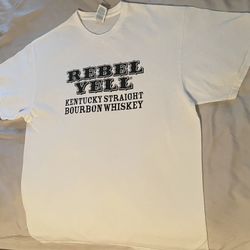 REBEL
YELL
KENTUCKY STRAIGHT
BOURBON WHISKEY